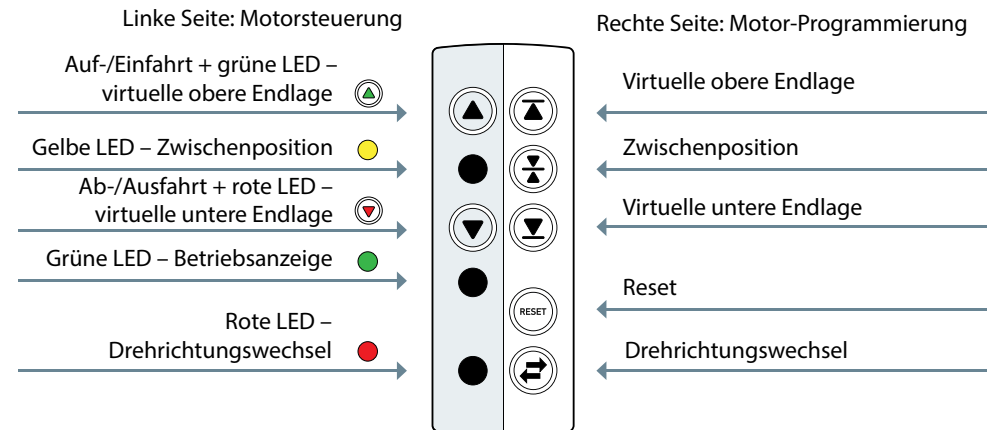 Linke Seite: Motorsteuerung
Auf-/Einfahrt + grüne LED –
virtuelle obere Endlage
Gelbe LED – Zwischenposition
Ab-/Ausfahrt + rote LED –
virtuelle untere Endlage
Grüne LED – Betriebsanzeige
Rote LED –
Drehrichtungswechsel
RESET
Rechte Seite: Motor-Programmierung
Virtuelle obere Endlage
Zwischenposition
Virtuelle untere Endlage
Reset
Drehrichtungswechsel